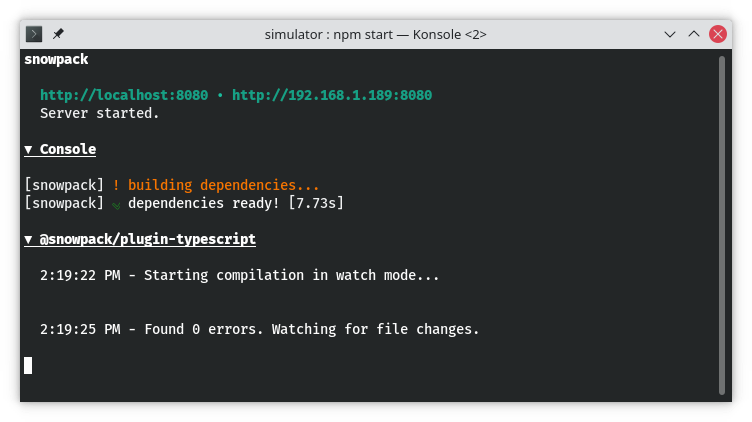 simulator : npm start — Konsole <2>
snowpack
http://localhost:8080 • http://192.168.1.189:8080
Server started.
▼ Console
[snowpack] ! building dependencies...
[snowpack] ✔ dependencies ready! [7.73s]
▼ @snowpack/plugin-typescript
2:19:22 PM - Starting compilation in watch mode...
2:19:25 PM - Found 0 errors. Watching for file changes.